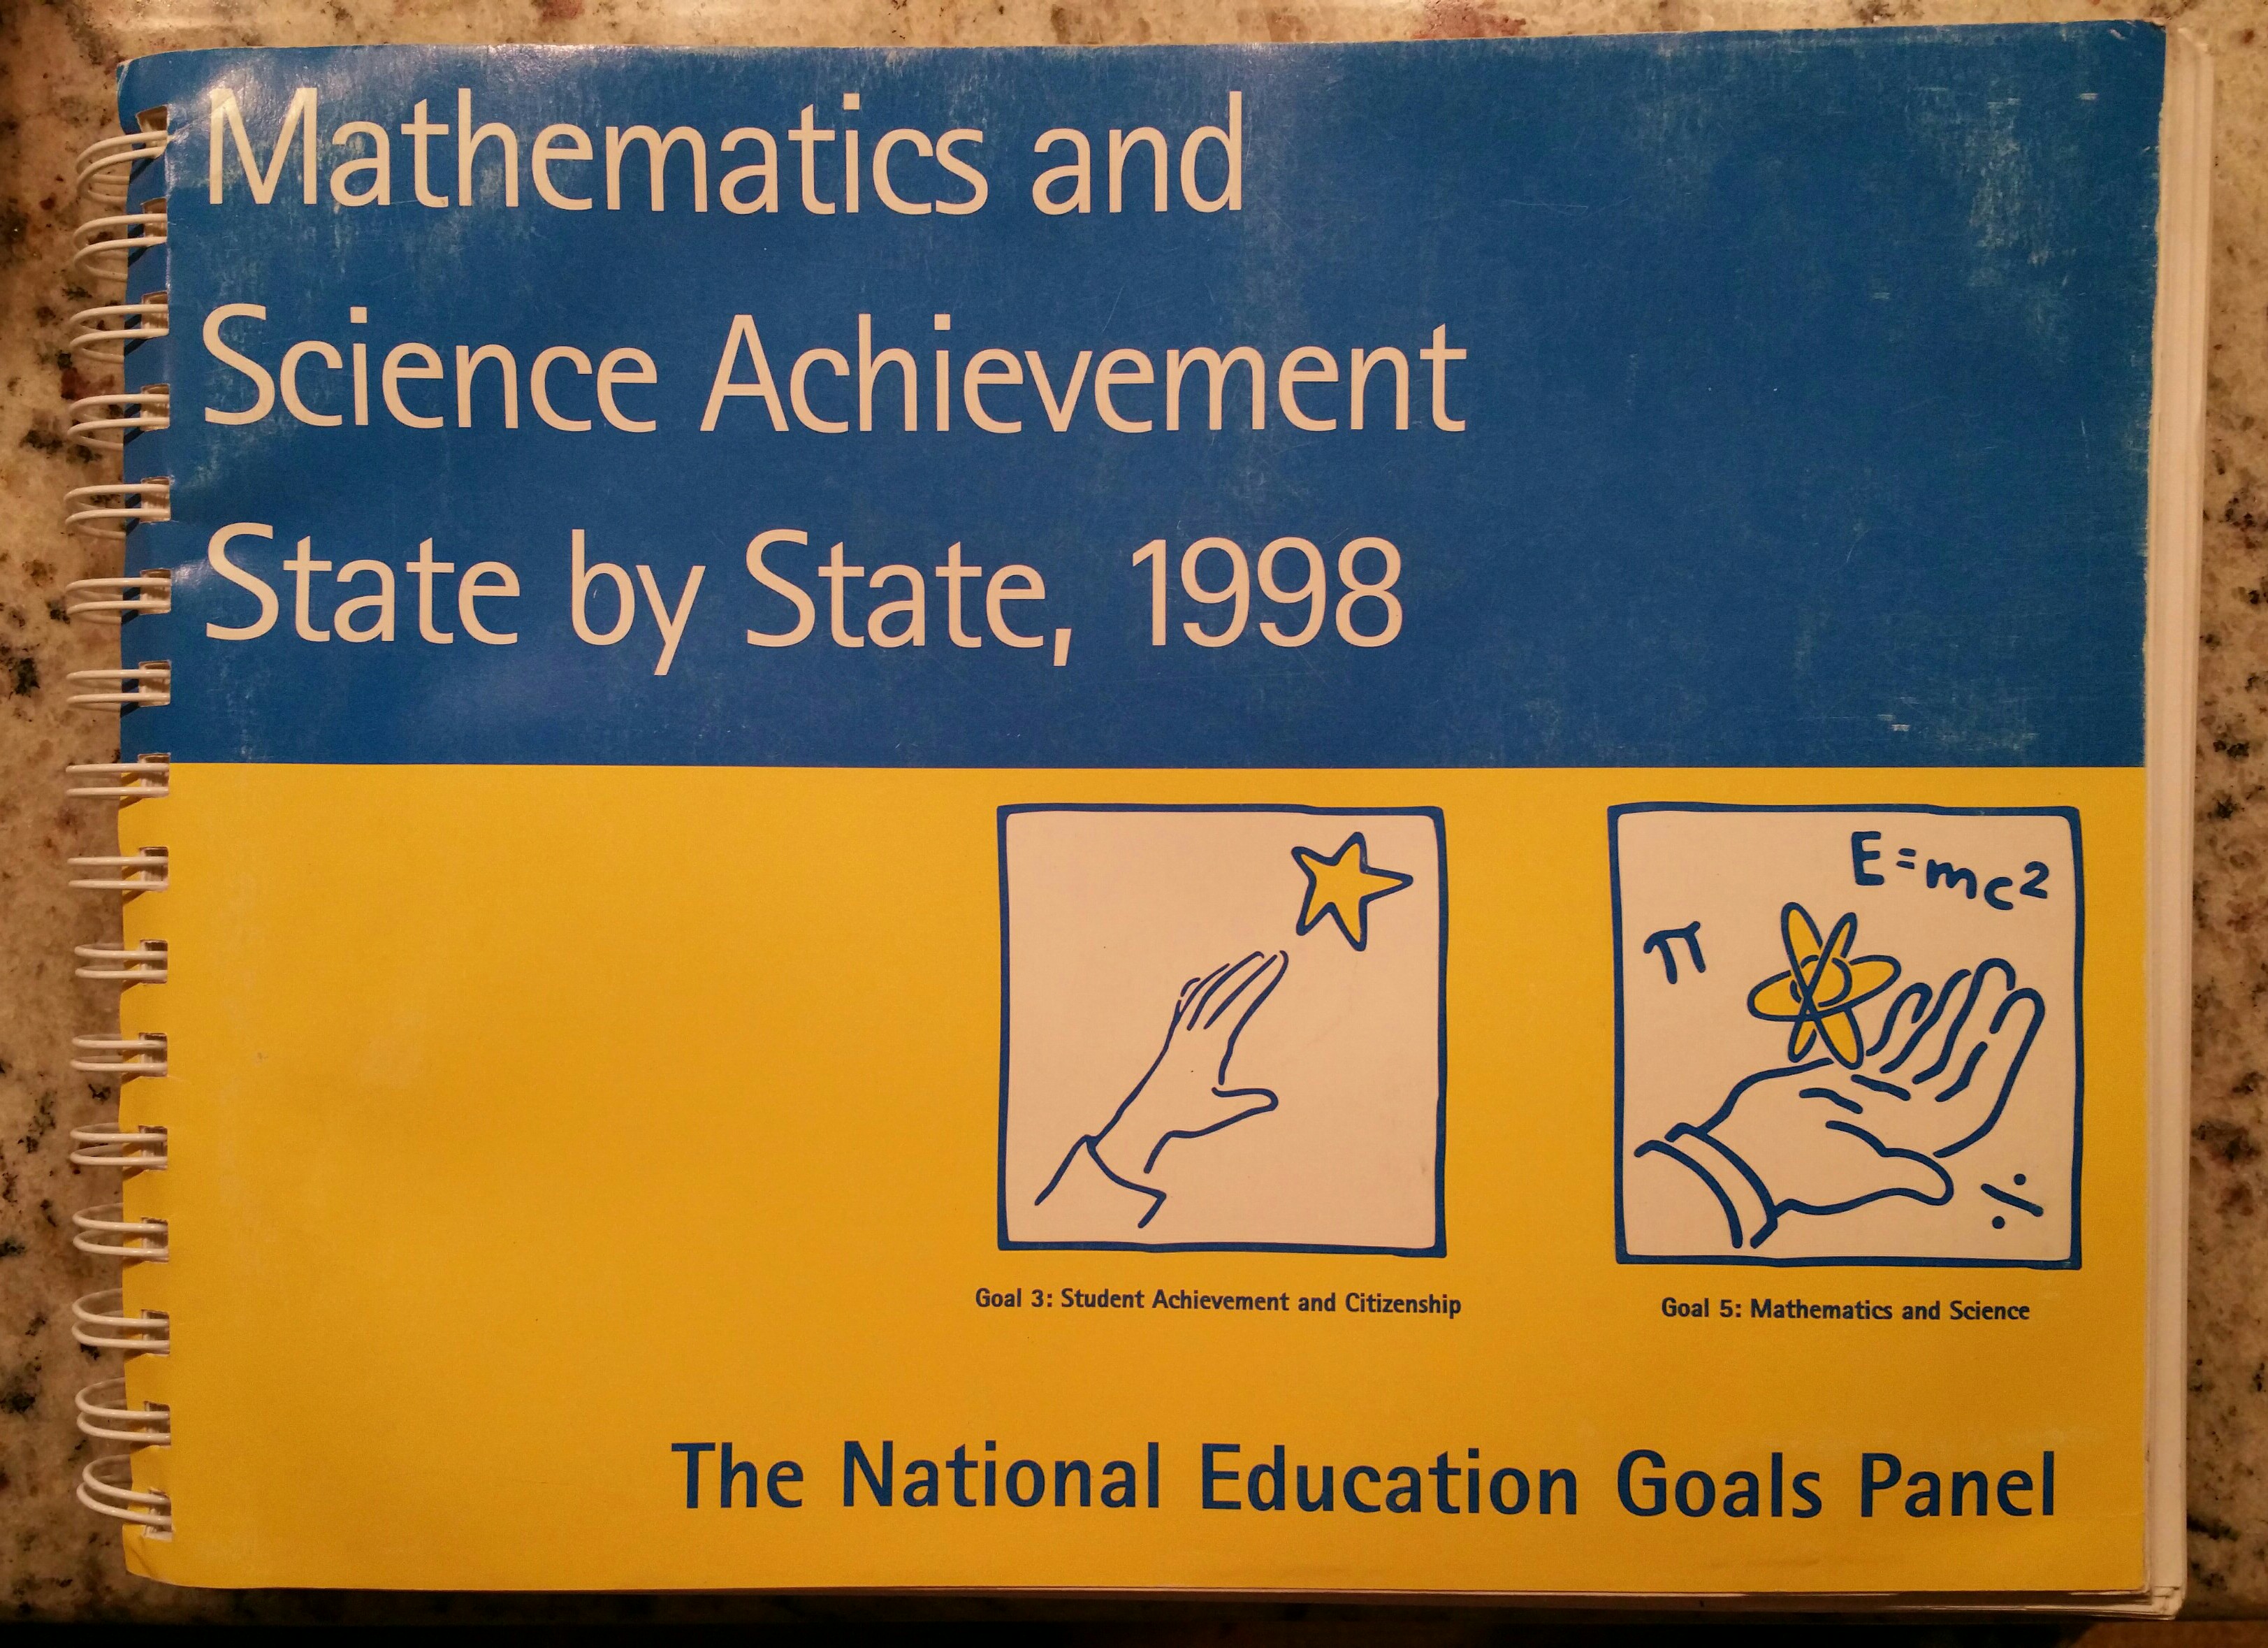 Mathematics and
Science Achievement
State by State, 1998
E=mc²
π
÷
Goal 3: Student Achievement and Citizenship
Goal 5: Mathematics and Science
The National Education Goals Panel